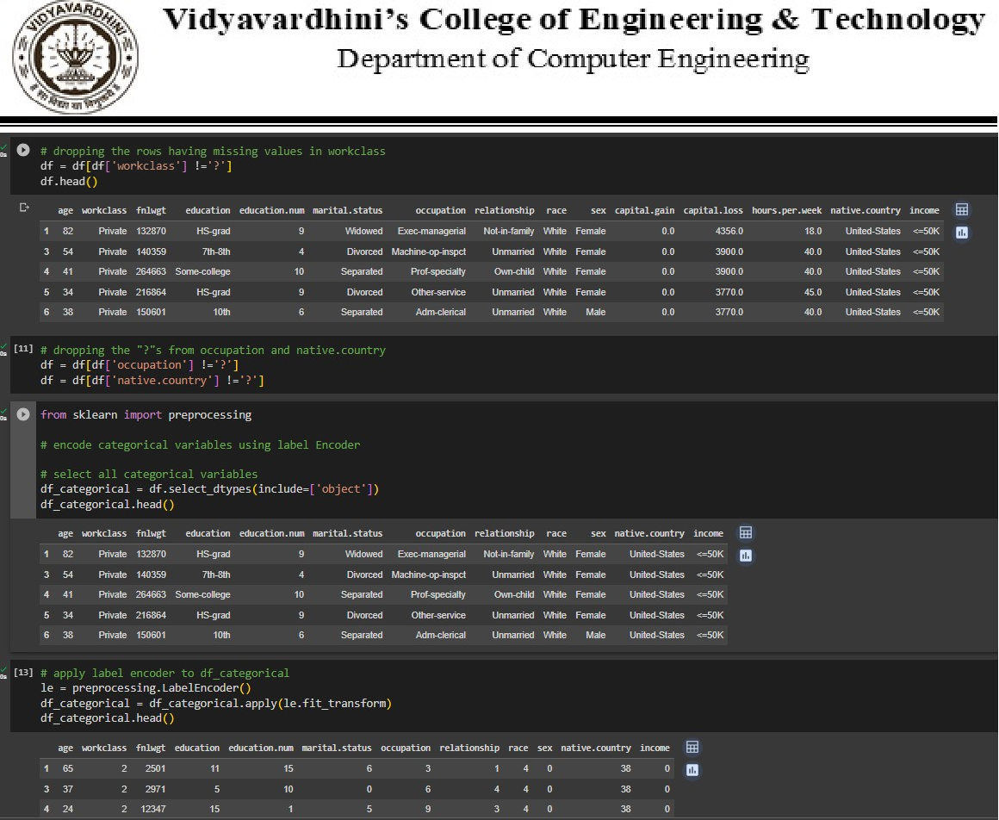 VIDYAVARDHINI'S
Vidyavardhini's College of Engineering & Technology
Department of Computer Engineering
# dropping the rows having missing values in workclass
df = df[df['workclass'] !='?']
df.head()
age workclass fnlwgt education education.num marital.status occupation relationship race sex capital.gain capital.loss hours.per.week native.country income
1 82 Private 132870 HS-grad 9 Widowed Exec-managerial Not-in-family White Female 0.0 4356.0 18.0 United-States <=50K
3 54 Private 140359 7th-8th 4 Divorced Machine-op-inspct Unmarried White Female 0.0 3900.0 40.0 United-States <=50K
4 41 Private 264663 Some-college 10 Separated Prof-specialty Own-child White Female 0.0 3900.0 40.0 United-States <=50K
5 34 Private 216864 HS-grad 9 Divorced Other-service Unmarried White Female 0.0 3770.0 45.0 United-States <=50K
6 38 Private 150601 10th 6 Separated Adm-clerical Unmarried White Male 0.0 3770.0 40.0 United-States <=50K
[11] # dropping the "?"s from occupation and native.country
df = df[df['occupation'] !='?']
df = df[df['native.country'] !='?']
from sklearn import preprocessing
# encode categorical variables using label Encoder
# select all categorical variables
df_categorical = df.select_dtypes(include=['object'])
df_categorical.head()
age workclass fnlwgt education education.num marital.status occupation relationship race sex native.country income
1 82 Private 132870 HS-grad 9 Widowed Exec-managerial Not-in-family White Female United-States <=50K
3 54 Private 140359 7th-8th 4 Divorced Machine-op-inspct Unmarried White Female United-States <=50K
4 41 Private 264663 Some-college 10 Separated Prof-specialty Own-child White Female United-States <=50K
5 34 Private 216864 HS-grad 9 Divorced Other-service Unmarried White Female United-States <=50K
6 38 Private 150601 10th 6 Separated Adm-clerical Unmarried White Male United-States <=50K
[13] # apply label encoder to df_categorical
le = preprocessing.LabelEncoder()
df_categorical = df_categorical.apply(le.fit_transform)
df_categorical.head()
age workclass fnlwgt education education.num marital.status occupation relationship race sex native.country income
1 65 2 2501 11 15 6 3 1 4 0 38 0
3 37 2 2971 5 10 0 6 4 4 0 38 0
4 24 2 12347 15 1 5 9 3 4 0 38 0